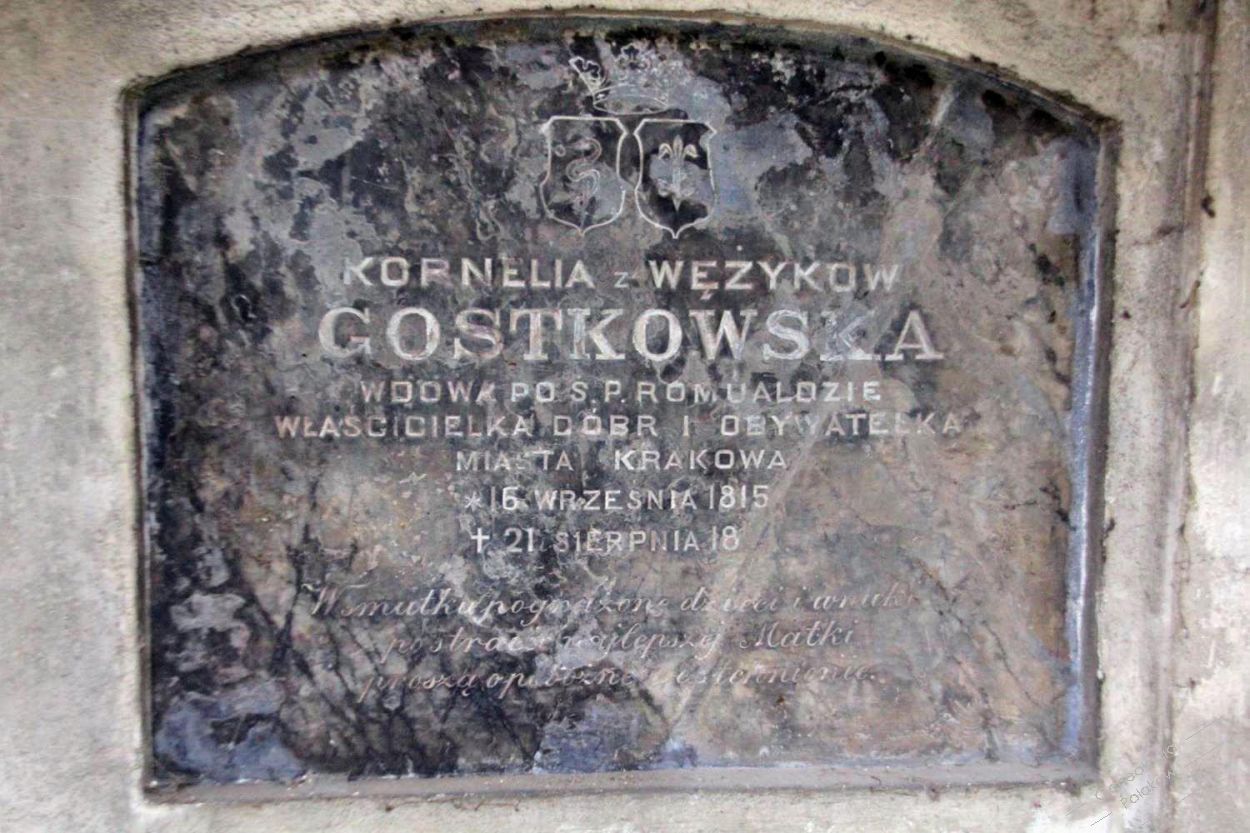 KORNELIA z WĘZYKOW
GOSTKOWSKA
WDOWA PO S.P. ROMUALDZIE
WŁAŚCICIELKA DÓBR I OBYWATELKA
MIASTA KRAKOWA
*16 WRZEŚNIA 1815
✝ 21 SIERPNIA 18
W smutku pogrążone dzieci i wnuki
po stracie najlepszej Matki
proszą o pobożne westchnienie.